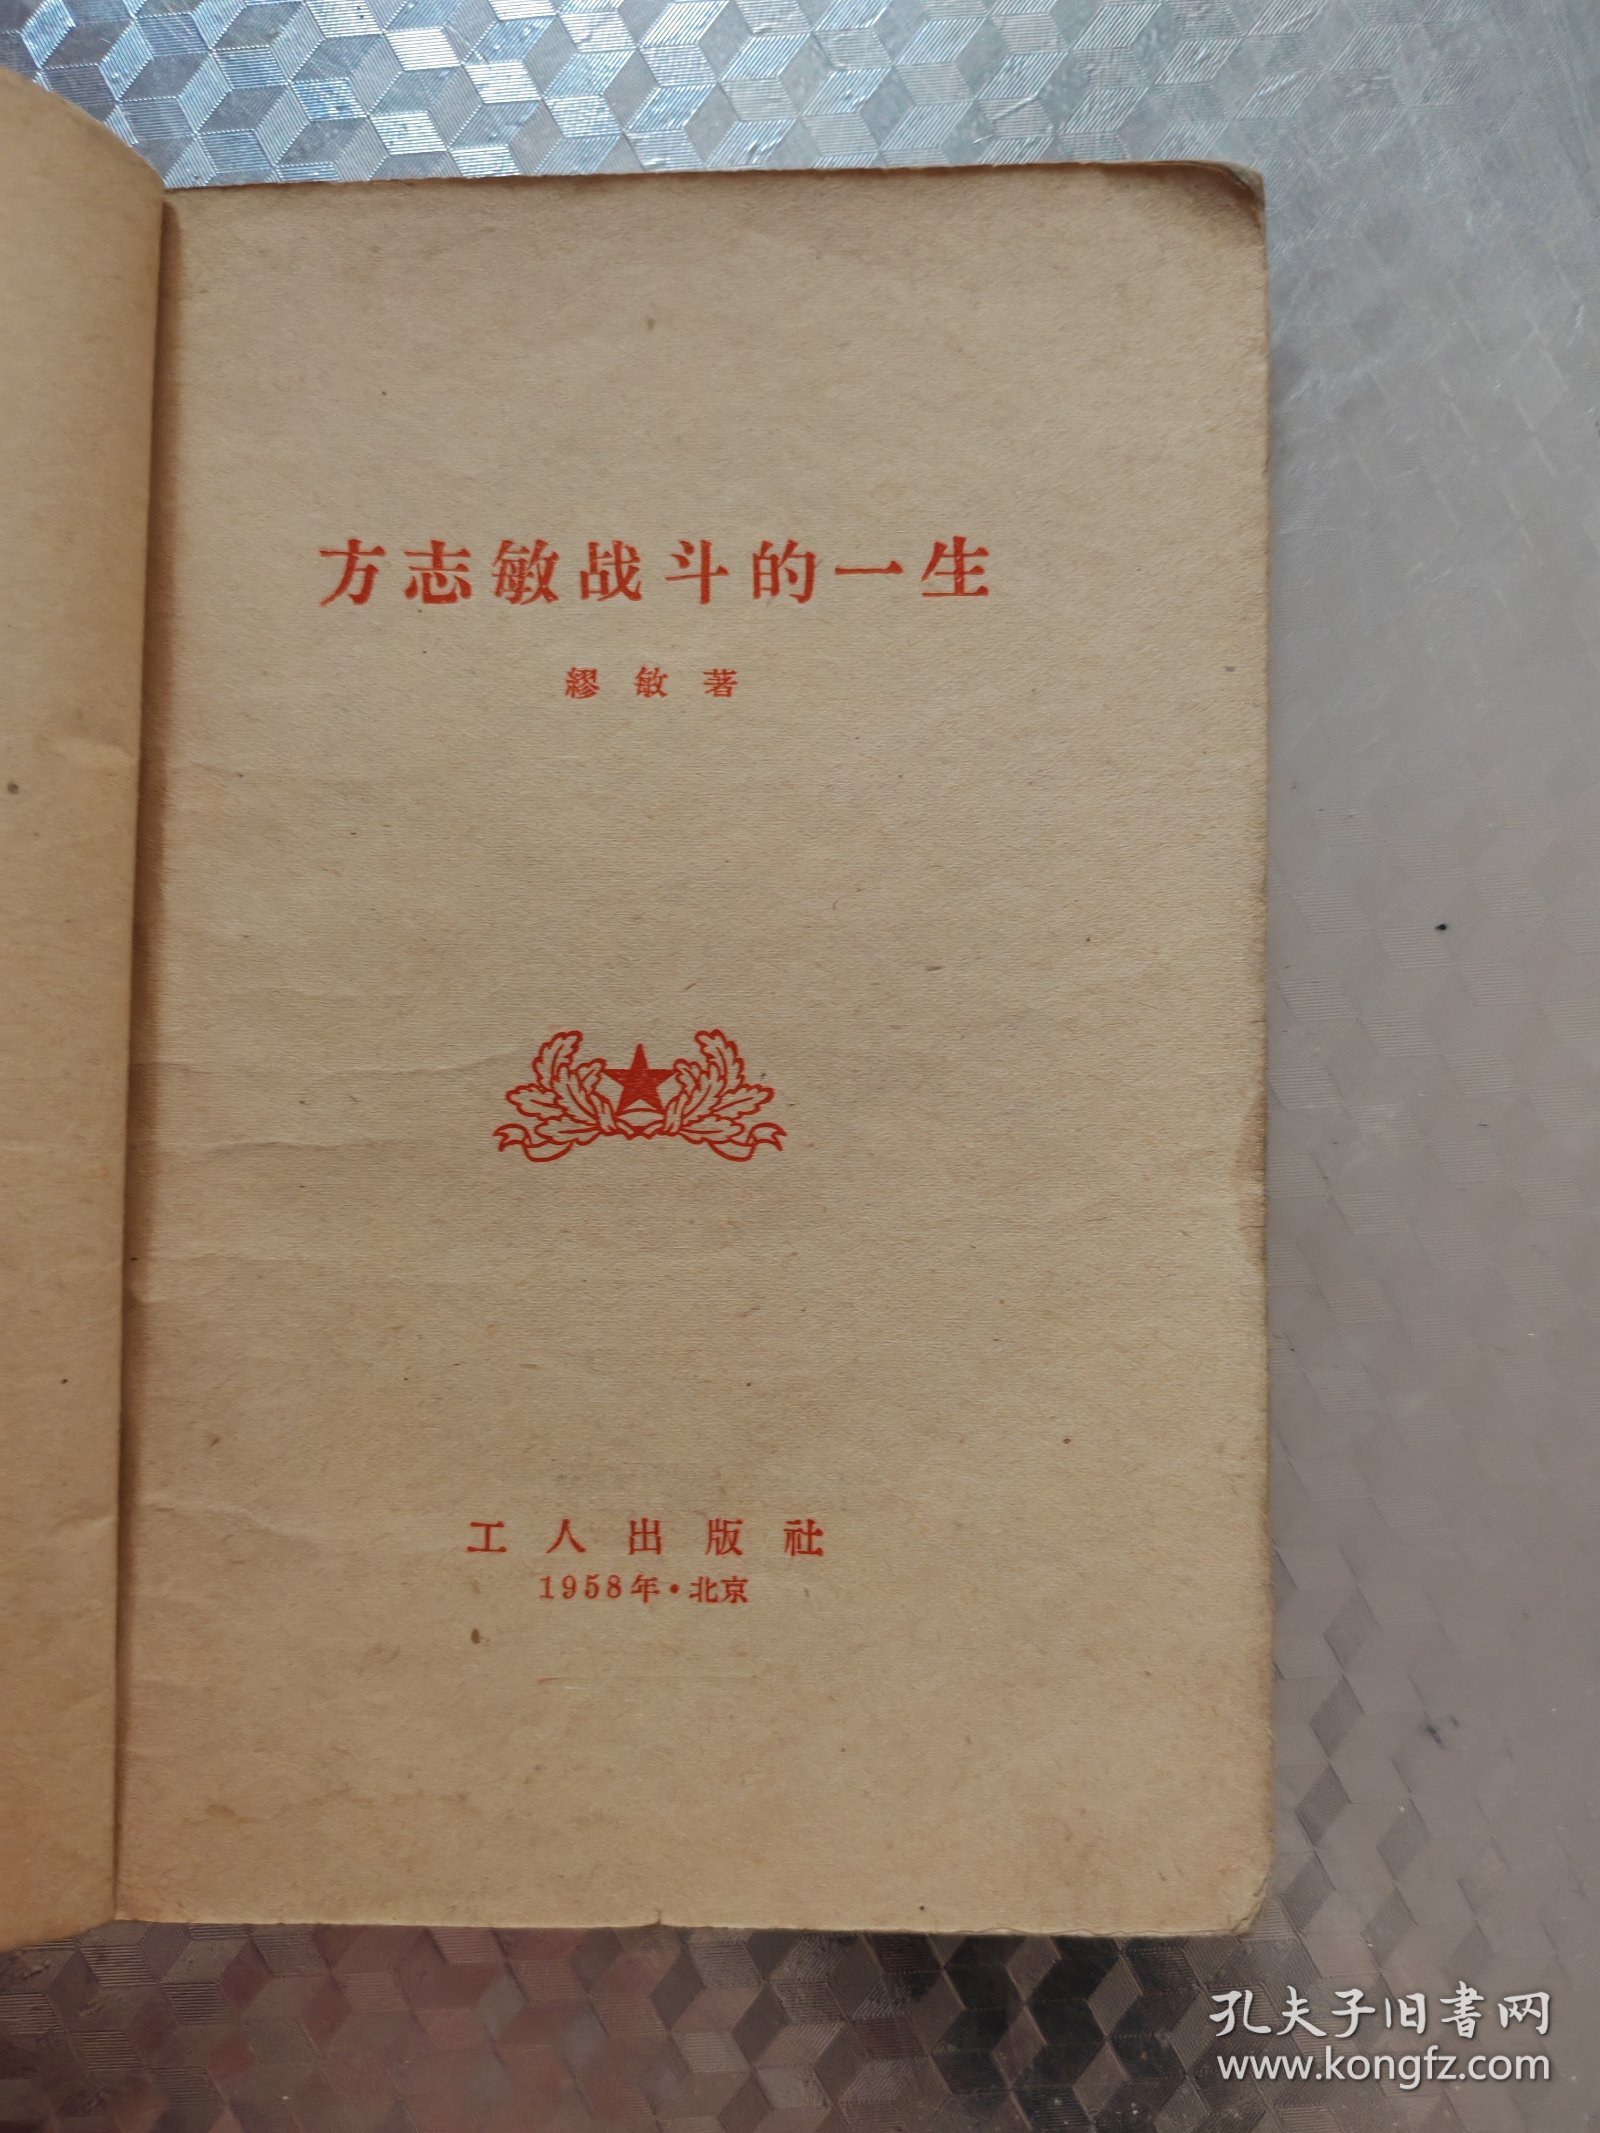 方志敏战斗的一生
繆敏著
工人出版社
1958年·北京
孔夫子旧書网
www.kongfz.com